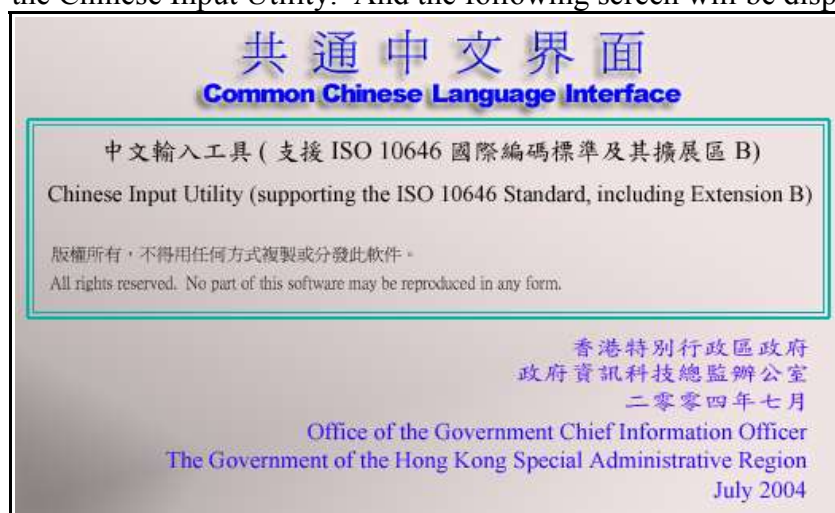 the Chinese Input Utility. And the following screen will be disp
共通中文界面
Common Chinese Language Interface
中文輸入工具 ( 支援 ISO 10646 國際編碼標準及其擴展區 B)
Chinese Input Utility (supporting the ISO 10646 Standard, including Extension B)
版權所有，不得用任何方式複製或分發此軟件。
All rights reserved. No part of this software may be reproduced in any form.
香港特別行政區政府
政府資訊科技總監辦公室
二零零四年七月
Office of the Government Chief Information Officer
The Government of the Hong Kong Special Administrative Region
July 2004